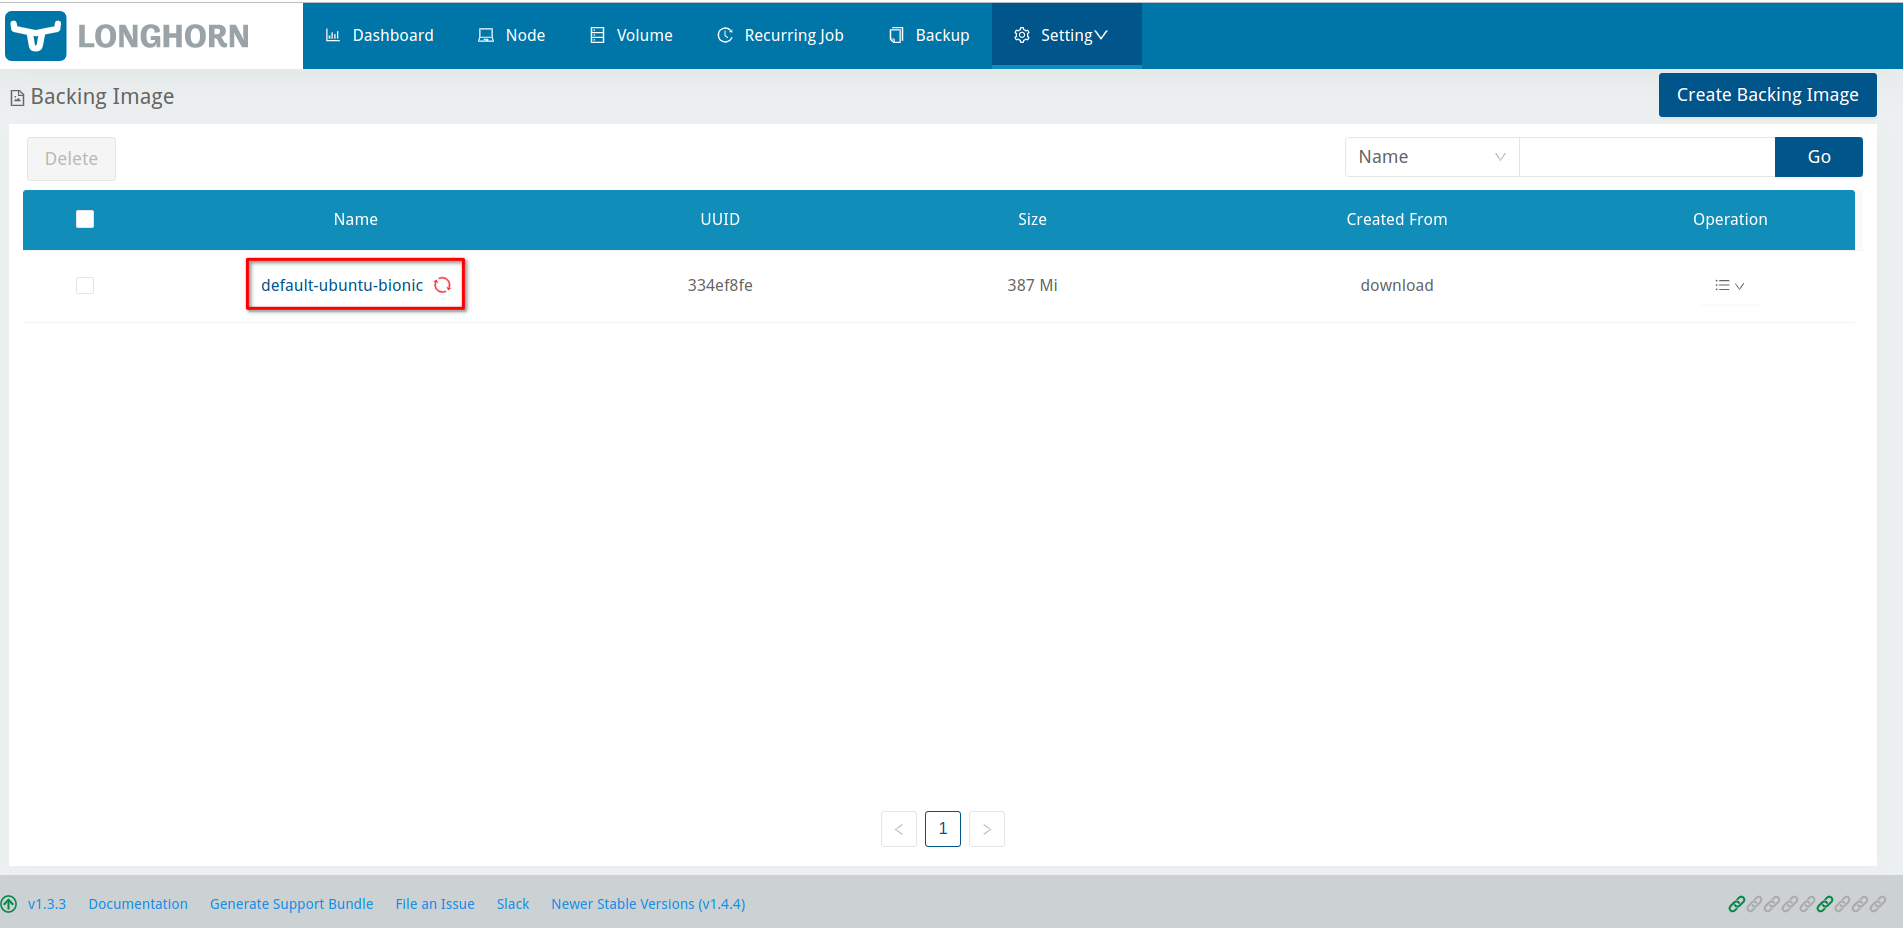 LONGHORN Dashboard Node Volume Recurring Job Backup Setting
Backing Image Create Backing Image
Delete Name Go
Name UUID Size Created From Operation
default-ubuntu-bionic 334ef8fe 387 Mi download
< 1 >
v1.3.3 Documentation Generate Support Bundle File an Issue Slack Newer Stable Versions (v1.4.4)